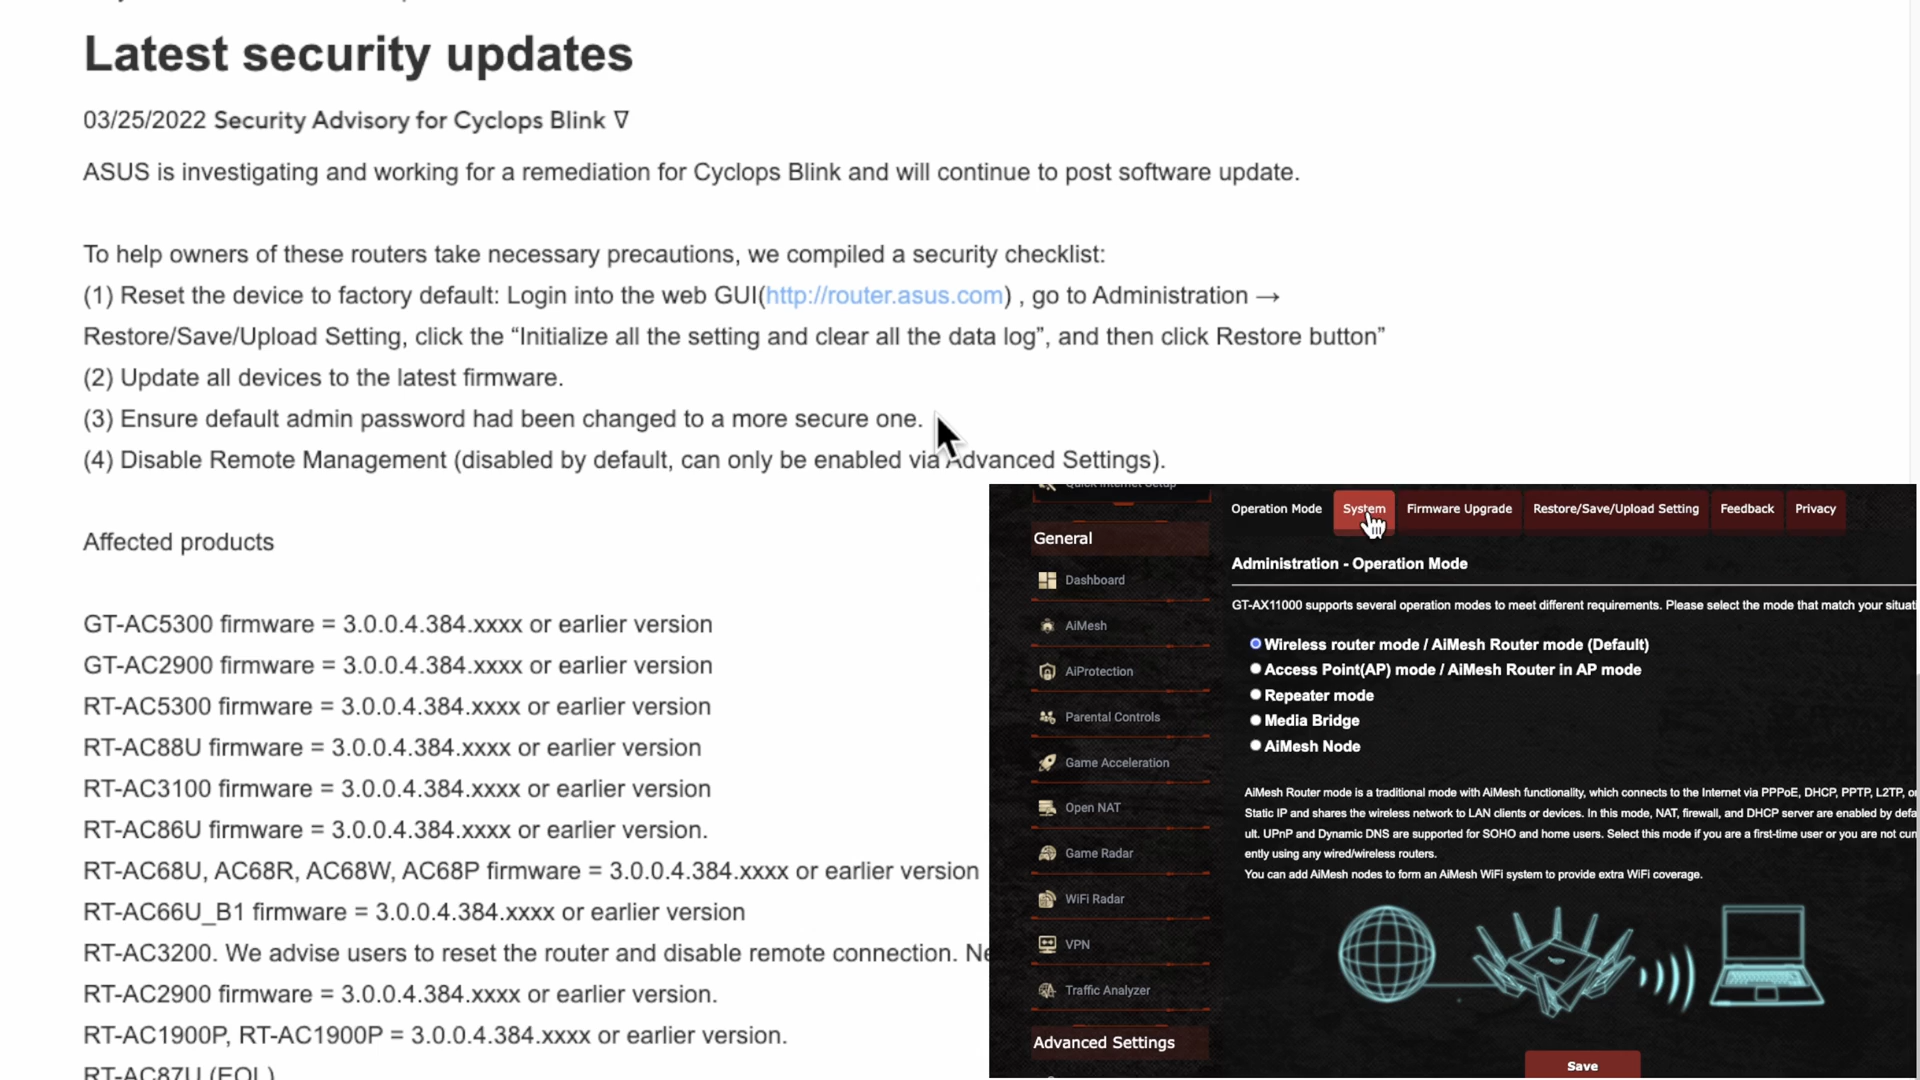 Latest security updates
03/25/2022 Security Advisory for Cyclops Blink ∇
ASUS is investigating and working for a remediation for Cyclops Blink and will continue to post software update.
To help owners of these routers take necessary precautions, we compiled a security checklist:
(1) Reset the device to factory default: Login into the web GUI(http://router.asus.com) , go to Administration →
Restore/Save/Upload Setting, click the “Initialize all the setting and clear all the data log”, and then click Restore button”
(2) Update all devices to the latest firmware.
(3) Ensure default admin password had been changed to a more secure one.
(4) Disable Remote Management (disabled by default, can only be enabled via Advanced Settings).
Affected products
GT-AC5300 firmware = 3.0.0.4.384.xxxx or earlier version
GT-AC2900 firmware = 3.0.0.4.384.xxxx or earlier version
RT-AC5300 firmware = 3.0.0.4.384.xxxx or earlier version
RT-AC88U firmware = 3.0.0.4.384.xxxx or earlier version
RT-AC3100 firmware = 3.0.0.4.384.xxxx or earlier version
RT-AC86U firmware = 3.0.0.4.384.xxxx or earlier version.
RT-AC68U, AC68R, AC68W, AC68P firmware = 3.0.0.4.384.xxxx or earlier version
RT-AC66U_B1 firmware = 3.0.0.4.384.xxxx or earlier version
RT-AC3200. We advise users to reset the router and disable remote connection. Ne
RT-AC2900 firmware = 3.0.0.4.384.xxxx or earlier version.
RT-AC1900P, RT-AC1900P = 3.0.0.4.384.xxxx or earlier version.
RT-AC87U (EOL)
Quick Internet Setup
General
Dashboard
AiMesh
AiProtection
Parental Controls
Game Acceleration
Open NAT
Game Radar
WiFi Radar
VPN
Traffic Analyzer
Advanced Settings
Operation Mode System Firmware Upgrade Restore/Save/Upload Setting Feedback Privacy
Administration - Operation Mode
GT-AX11000 supports several operation modes to meet different requirements. Please select the mode that match your situati
Wireless router mode / AiMesh Router mode (Default)
Access Point(AP) mode / AiMesh Router in AP mode
Repeater mode
Media Bridge
AiMesh Node
AiMesh Router mode is a traditional mode with AiMesh functionality, which connects to the Internet via PPPoE, DHCP, PPTP, L2TP, or
Static IP and shares the wireless network to LAN clients or devices. In this mode, NAT, firewall, and DHCP server are enabled by defa
ult. UPnP and Dynamic DNS are supported for SOHO and home users. Select this mode if you are a first-time user or you are not curr
ently using any wired/wireless routers.
You can add AiMesh nodes to form an AiMesh WiFi system to provide extra WiFi coverage.
Save